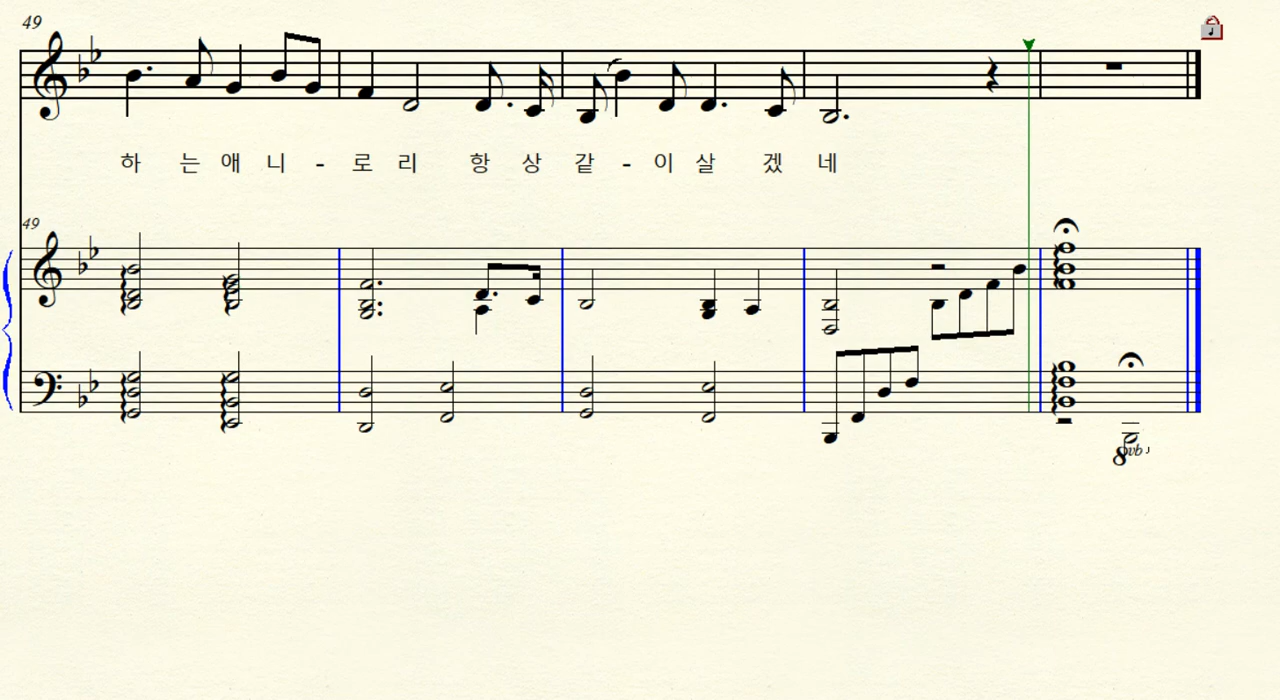 49
하 는 애 니 - 로 리 항 상 같 - 이 살 겠 네
49
8vb